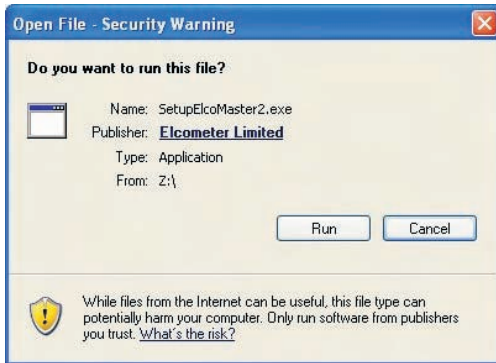 Open File - Security Warning
Do you want to run this file?
Name: SetupElcoMaster2.exe
Publisher: Elcometer Limited
Type: Application
From: Z:\
Run Cancel
While files from the Internet can be useful, this file type can
potentially harm your computer. Only run software from publishers
you trust. What's the risk?